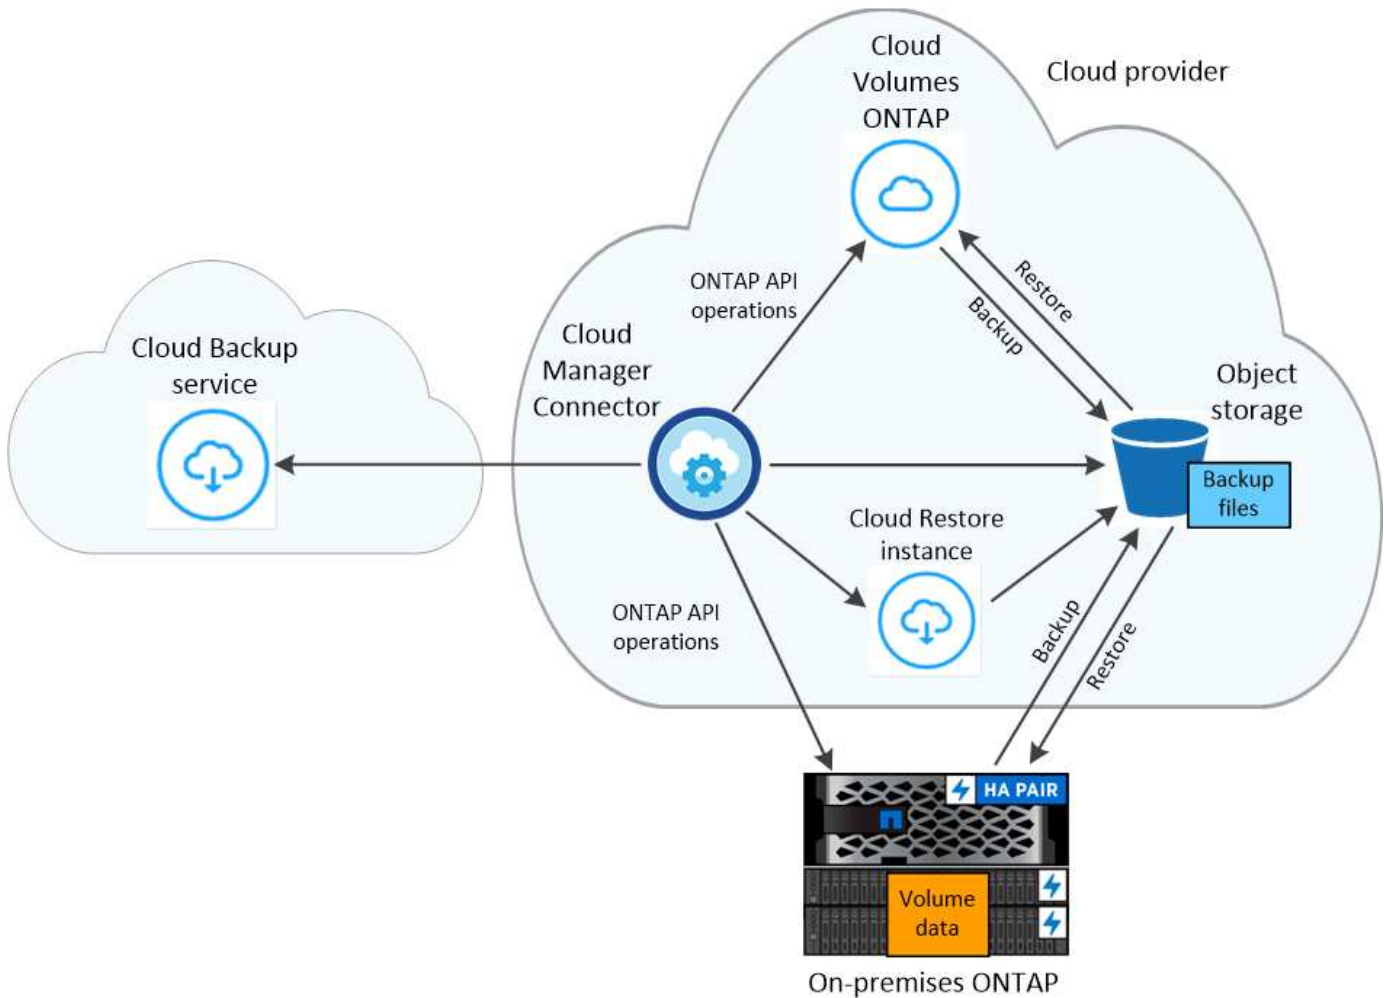 Cloud
Volumes
ONTAP
Cloud provider
ONTAP API
operations
Restore
Backup
Cloud
Manager
Connector
Cloud Backup
service
Object
storage
Backup
files
Cloud Restore
instance
ONTAP API
operations
Backup
Restore
HA PAIR
Volume
data
On-premises ONTAP